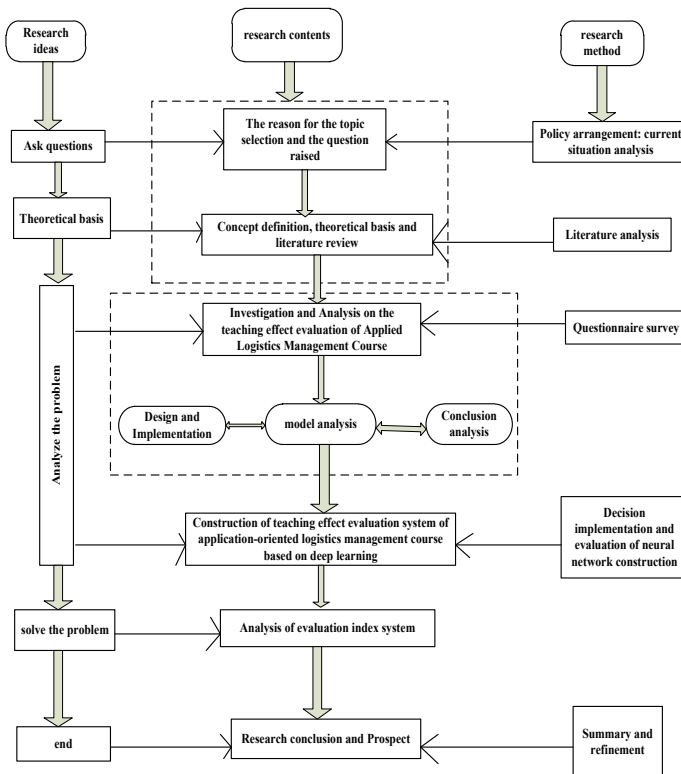 Research
ideas
research contents
research
method
Ask questions
The reason for the topic
selection and the question
raised
Policy arrangement: current
situation analysis
Theoretical basis
Concept definition, theoretical basis and
literature review
Literature analysis
Analyze the problem
Investigation and Analysis on the
teaching effect evaluation of Applied
Logistics Management Course
Questionnaire survey
Design and
Implementation
model analysis
Conclusion
analysis
Construction of teaching effect evaluation system of
application-oriented logistics management course
based on deep learning
Decision
implementation and
evaluation of neural
network construction
solve the problem
Analysis of evaluation index system
end
Research conclusion and Prospect
Summary and
refinement